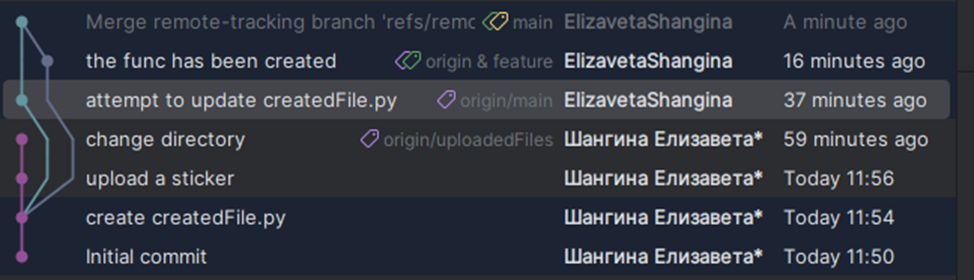 Merge remote-tracking branch 'refs/remo main ElizavetaShangina A minute ago
the func has been created origin & feature ElizavetaShangina 16 minutes ago
attempt to update createdFile.py origin/main ElizavetaShangina 37 minutes ago
change directory origin/uploadedFiles Шангина Елизавета* 59 minutes ago
upload a sticker Шангина Елизавета* Today 11:56
create createdFile.py Шангина Елизавета* Today 11:54
Initial commit Шангина Елизавета* Today 11:50